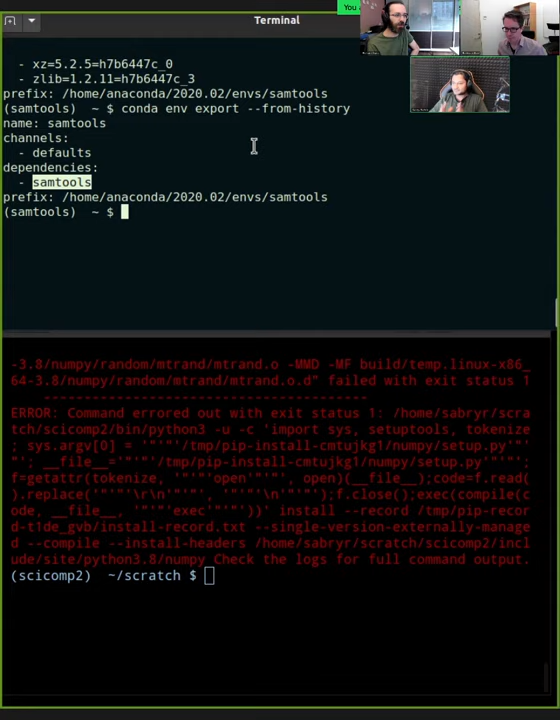 You
Terminal
- xz=5.2.5=h7b6447c_0
- zlib=1.2.11=h7b6447c_3
prefix: /home/anaconda/2020.02/envs/samtools
(samtools) ~ $ conda env export --from-history
name: samtools
channels:
- defaults
dependencies:
- samtools
prefix: /home/anaconda/2020.02/envs/samtools
(samtools) ~ $
-3.8/numpy/random/mtrand/mtrand.o -MMD -MF build/temp.linux-x86_
64-3.8/numpy/random/mtrand/mtrand.o.d" failed with exit status 1
----------------------------------------
ERROR: Command errored out with exit status 1: /home/sabryr/scra
tch/scicomp2/bin/python3 -u -c 'import sys, setuptools, tokenize
; sys.argv[0] = '"'"'/tmp/pip-install-cmtujkg1/numpy/setup.py'"'
"'; __file__='"'"'/tmp/pip-install-cmtujkg1/numpy/setup.py'"'"';
f=getattr(tokenize, '"'"'open'"'"', open)(__file__);code=f.read(
).replace('"'"'\r\n'"'"', '"'"'\n'"'"');f.close();exec(compile(c
ode, __file__, '"'"'exec'"'"'))' install --record /tmp/pip-recor
d-t1de_gvb/install-record.txt --single-version-externally-manage
d --compile --install-headers /home/sabryr/scratch/scicomp2/incl
ude/site/python3.8/numpy Check the logs for full command output.
(scicomp2) ~/scratch $